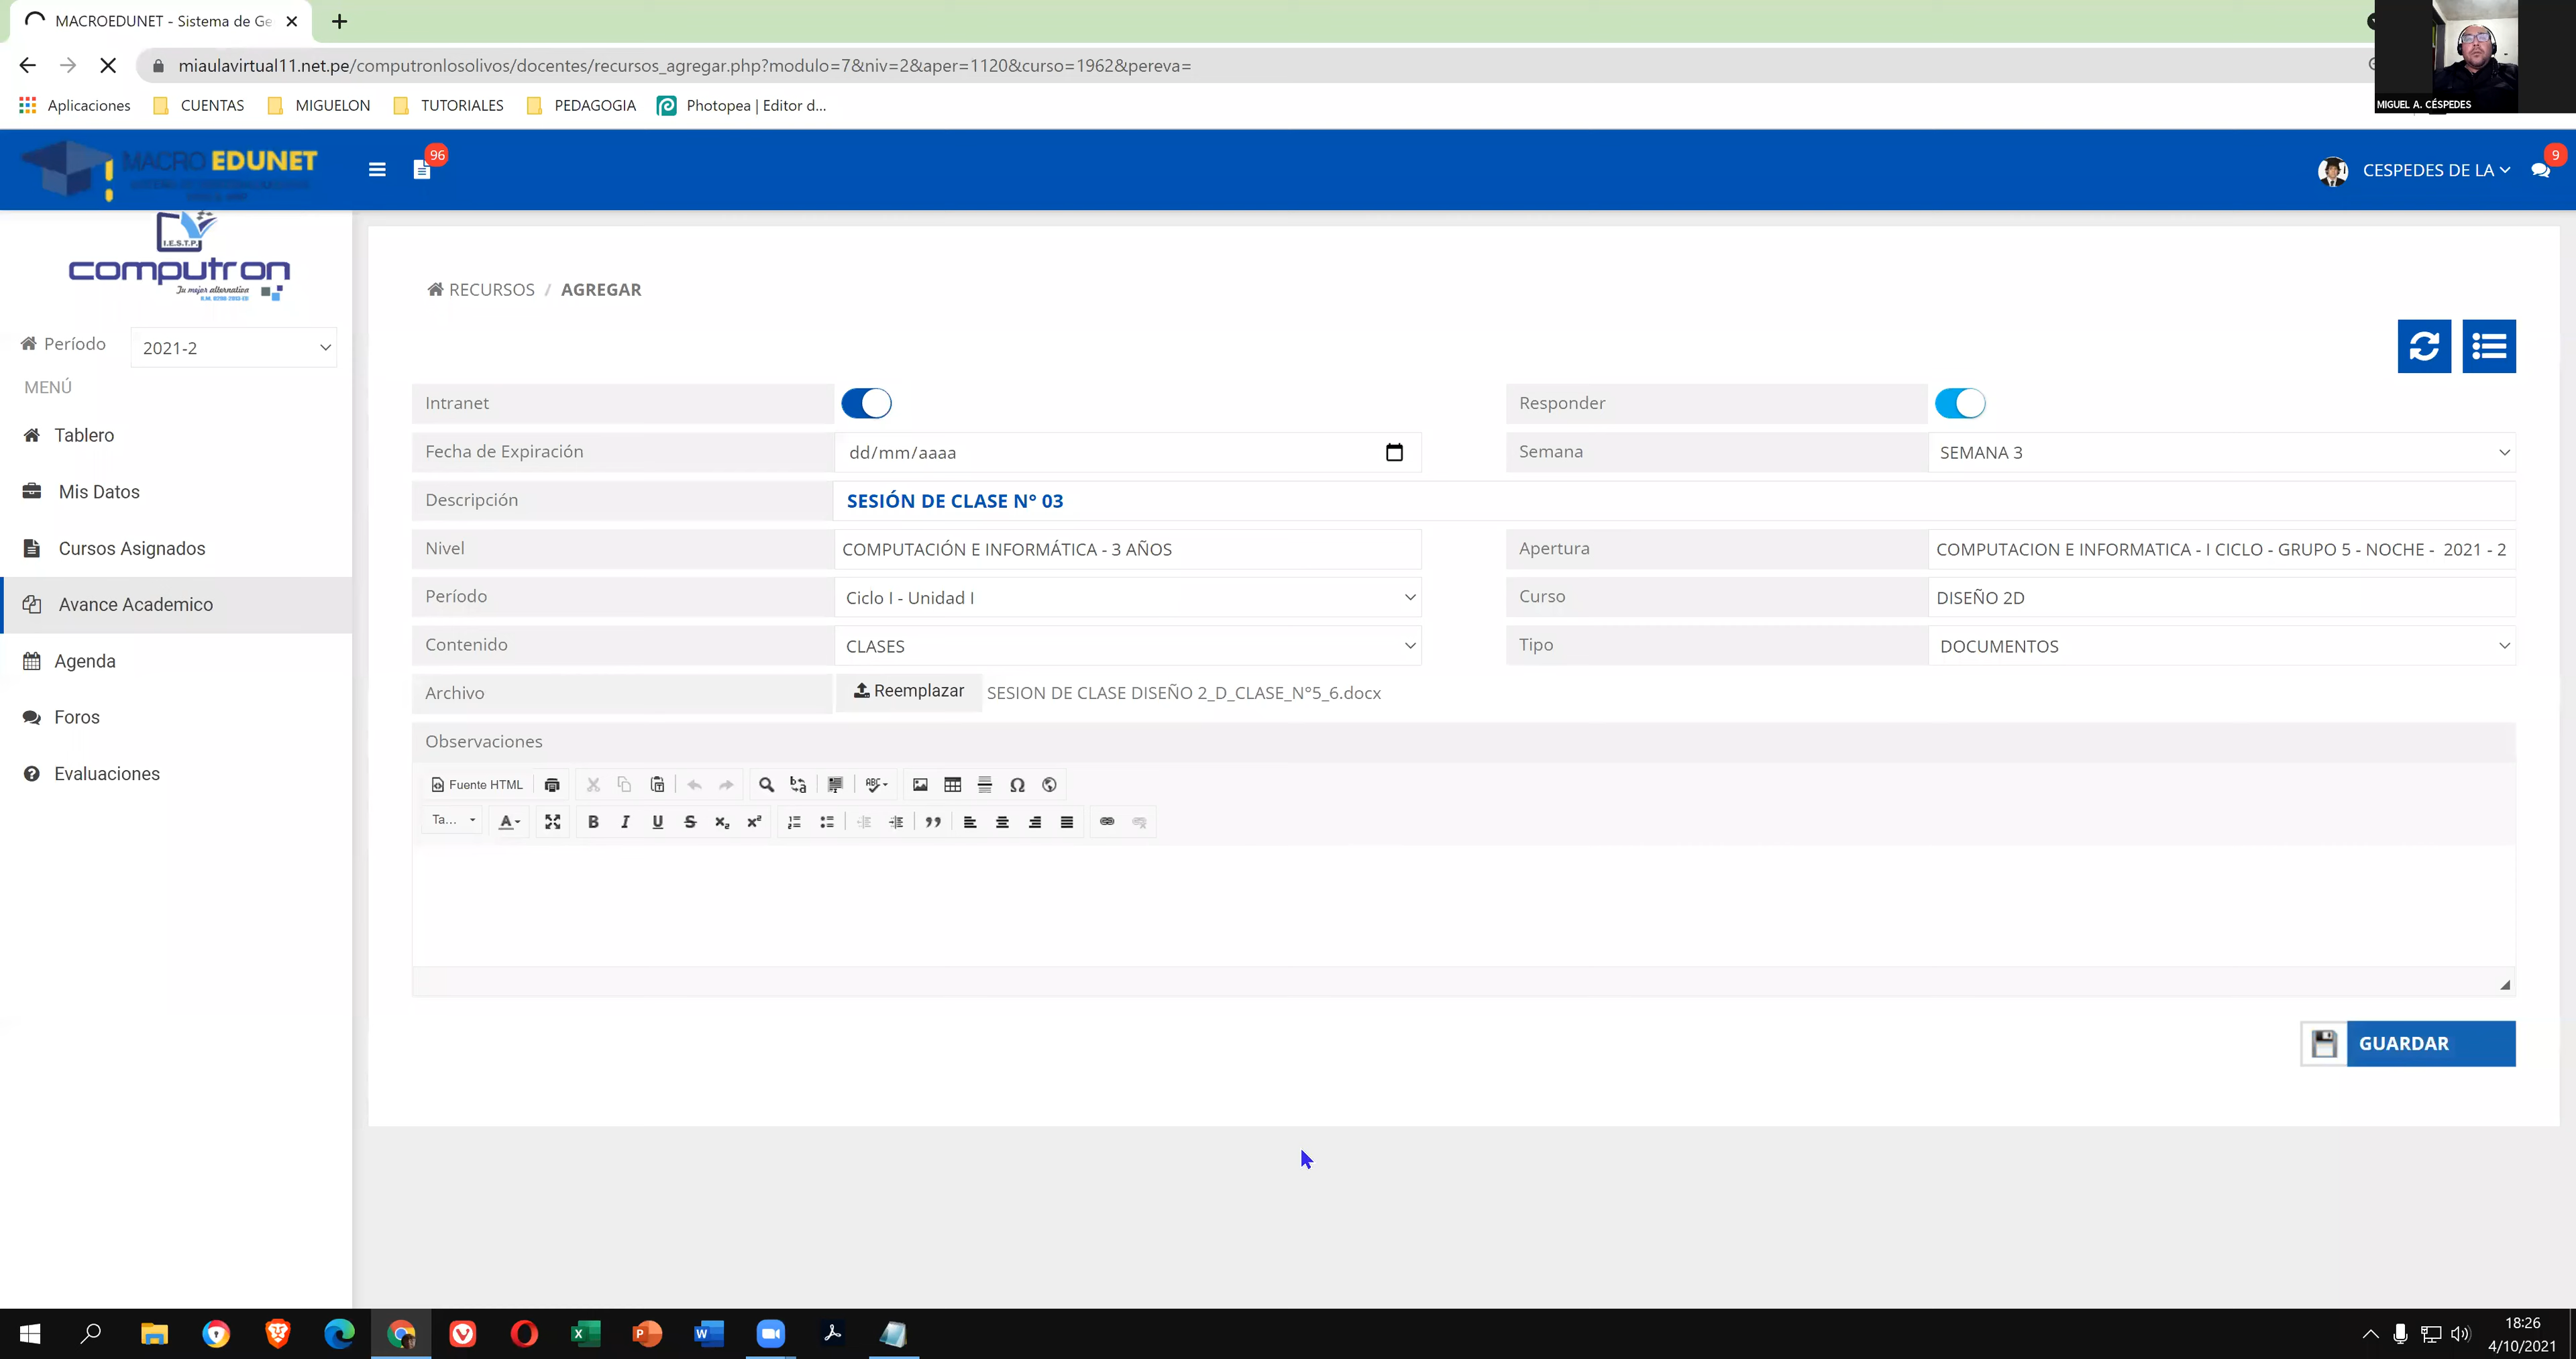 MACROEDUNET - Sistema de Ge
miaulavirtual11.net.pe/computronlosolivos/docentes/recursos_agregar.php?modulo=7&niv=2&aper=1120&curso=1962&pereva=
Aplicaciones CUENTAS MIGUELON TUTORIALES PEDAGOGIA Photopea | Editor d...
MIGUEL A. CÉSPEDES
MACRO EDUNET
96
CESPEDES DE LA
9
I.E.S.T.P.
computron
Tu mejor alternativa
Período 2021-2
MENÚ
Tablero
Mis Datos
Cursos Asignados
Avance Academico
Agenda
Foros
Evaluaciones
RECURSOS / AGREGAR
Intranet Responder
Fecha de Expiración dd/mm/aaaa Semana SEMANA 3
Descripción SESIÓN DE CLASE N° 03
Nivel COMPUTACIÓN E INFORMÁTICA - 3 AÑOS Apertura COMPUTACION E INFORMATICA - I CICLO - GRUPO 5 - NOCHE - 2021 - 2
Período Ciclo I - Unidad I Curso DISEÑO 2D
Contenido CLASES Tipo DOCUMENTOS
Archivo Reemplazar SESION DE CLASE DISEÑO 2_D_CLASE_N°5_6.docx
Observaciones
Fuente HTML
Ta...
GUARDAR
18:26
4/10/2021